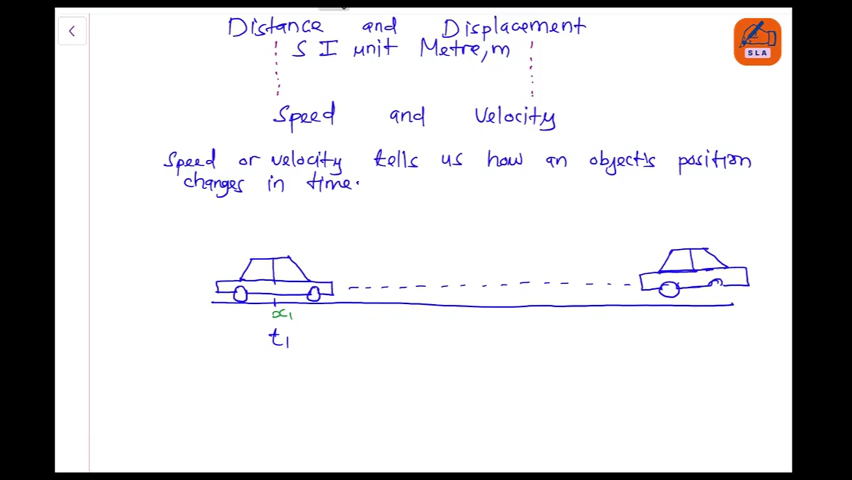 Distance and Displacement
S I unit Metre, m
SLA
Speed and Velocity
Speed or velocity tells us how an object's position
changes in time.
x₁
t₁